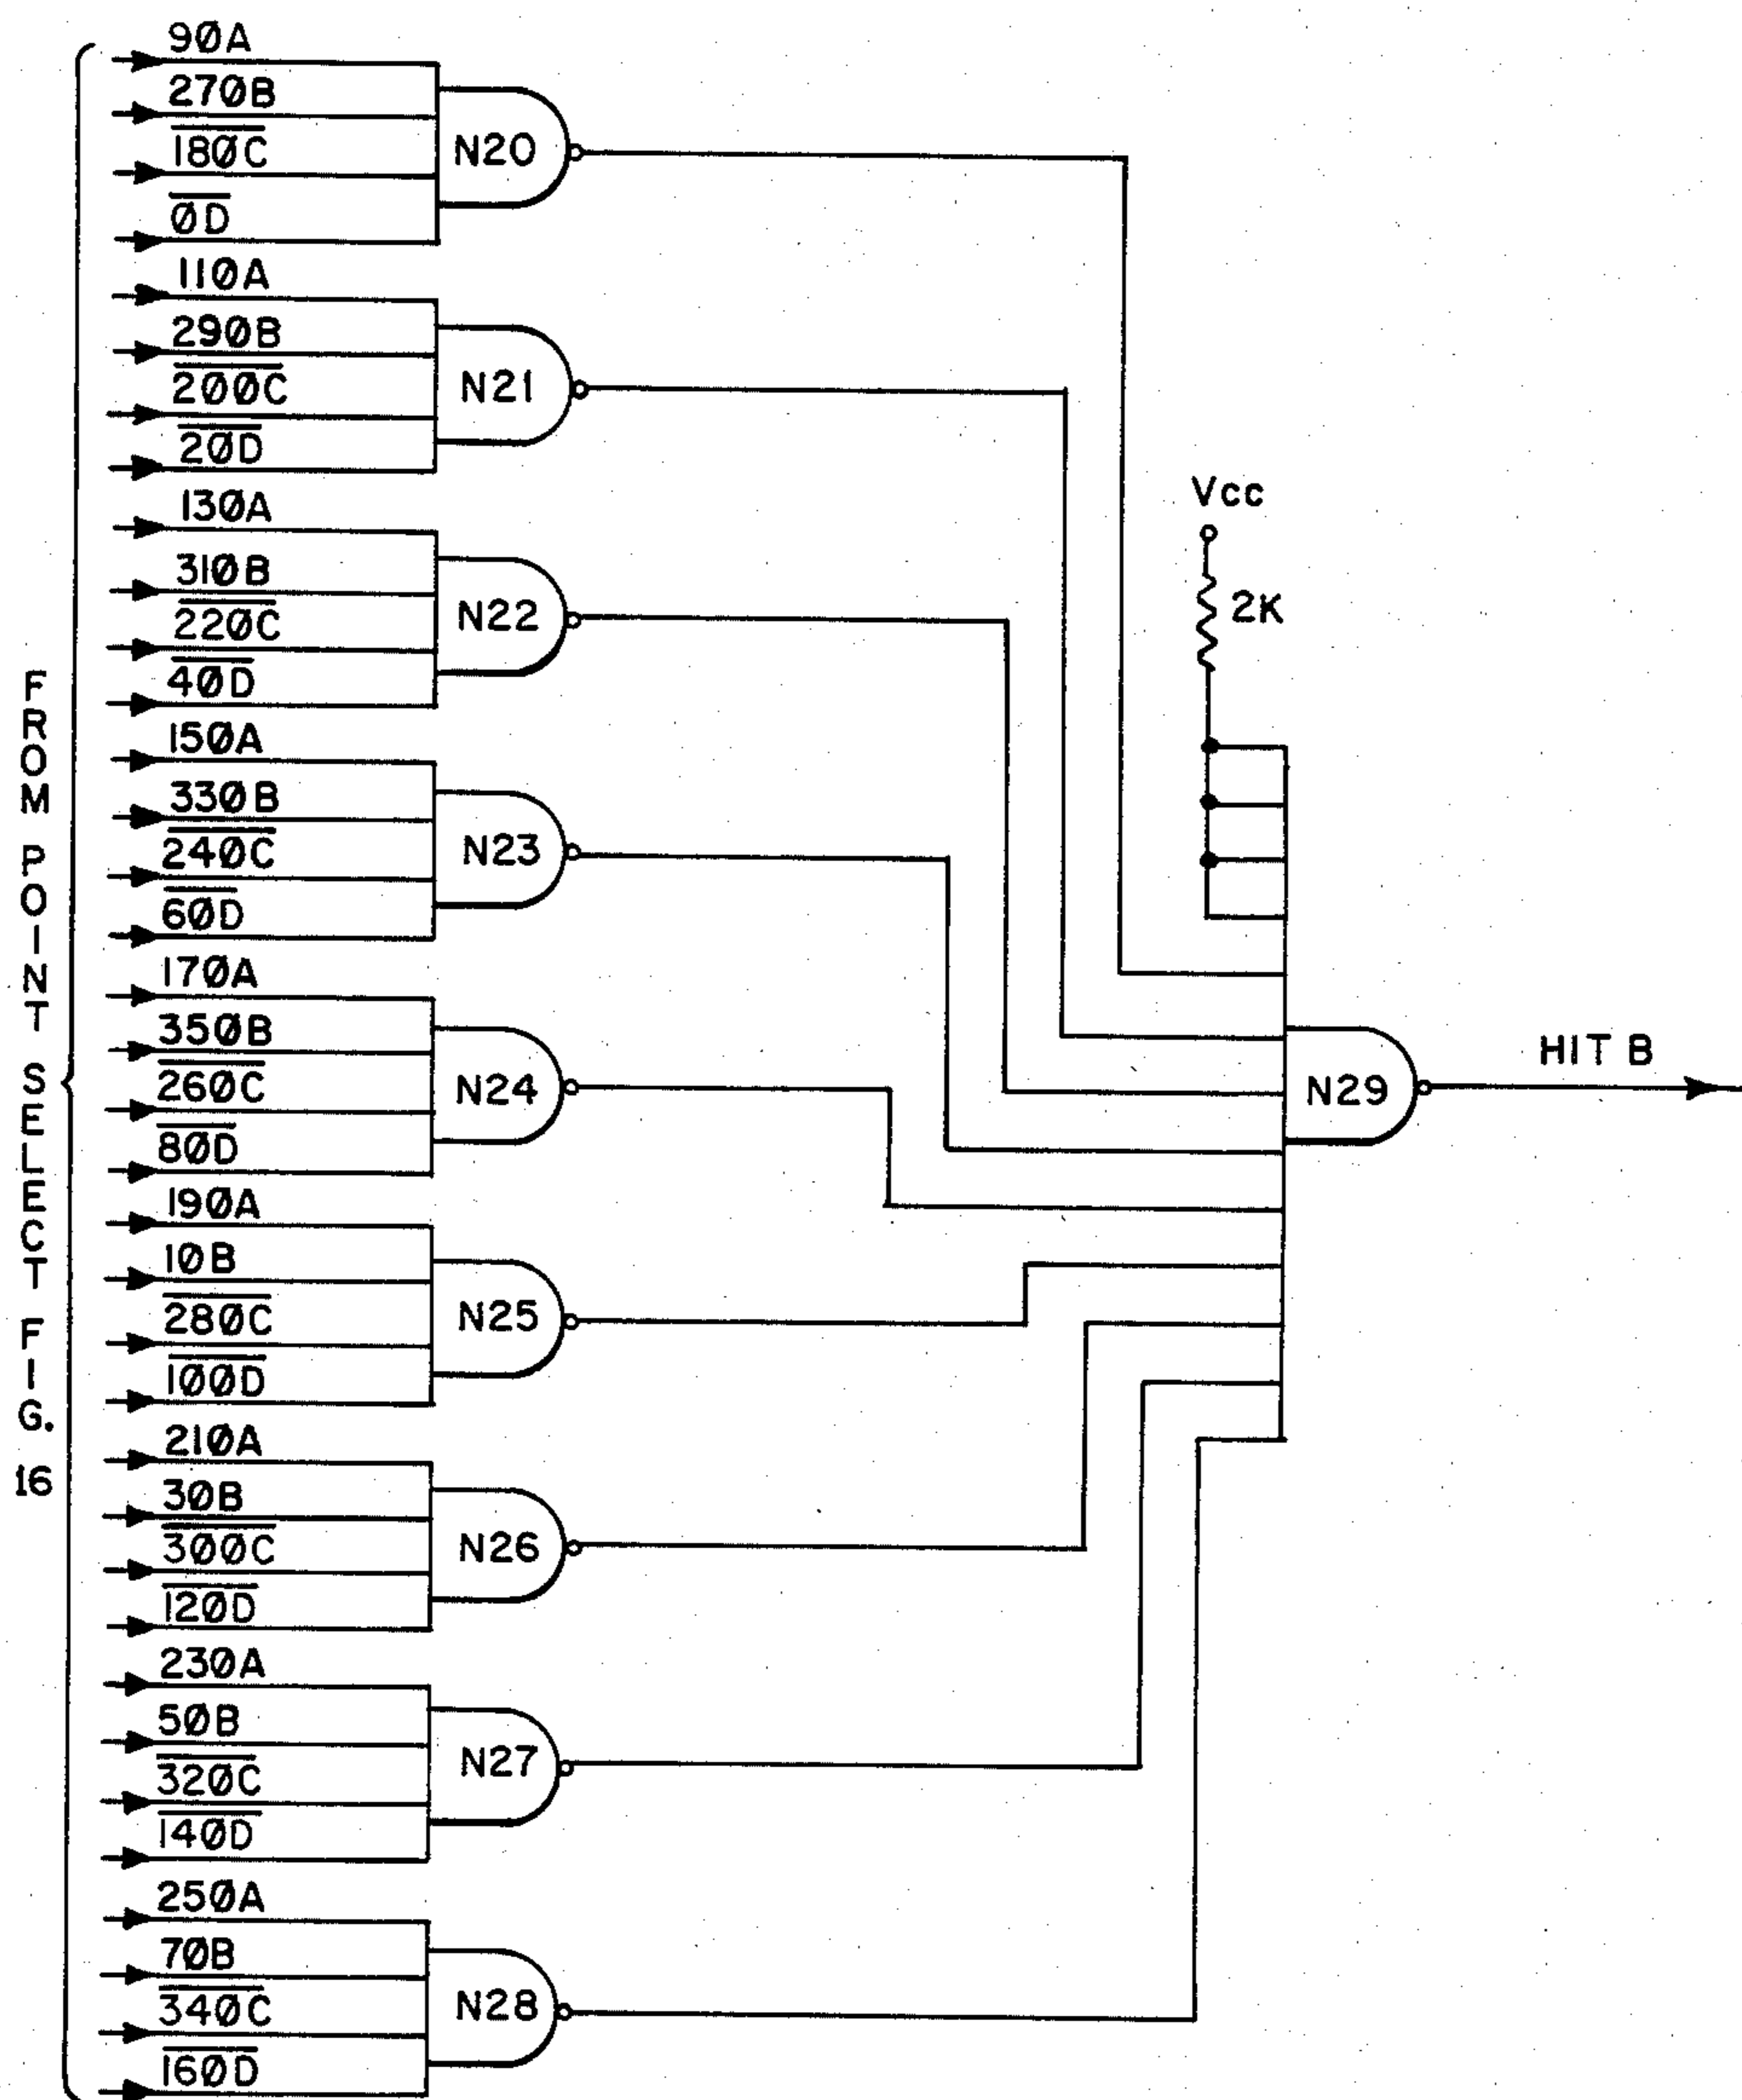 FROM POINT SELECT FIG. 16
90A
270B
180C
0D
N20
110A
290B
200C
20D
N21
130A
310B
220C
40D
N22
150A
330B
240C
60D
N23
170A
350B
260C
80D
N24
190A
10B
280C
100D
N25
210A
30B
300C
120D
N26
230A
50B
320C
140D
N27
250A
70B
340C
160D
N28
Vcc
2K
N29
HIT B